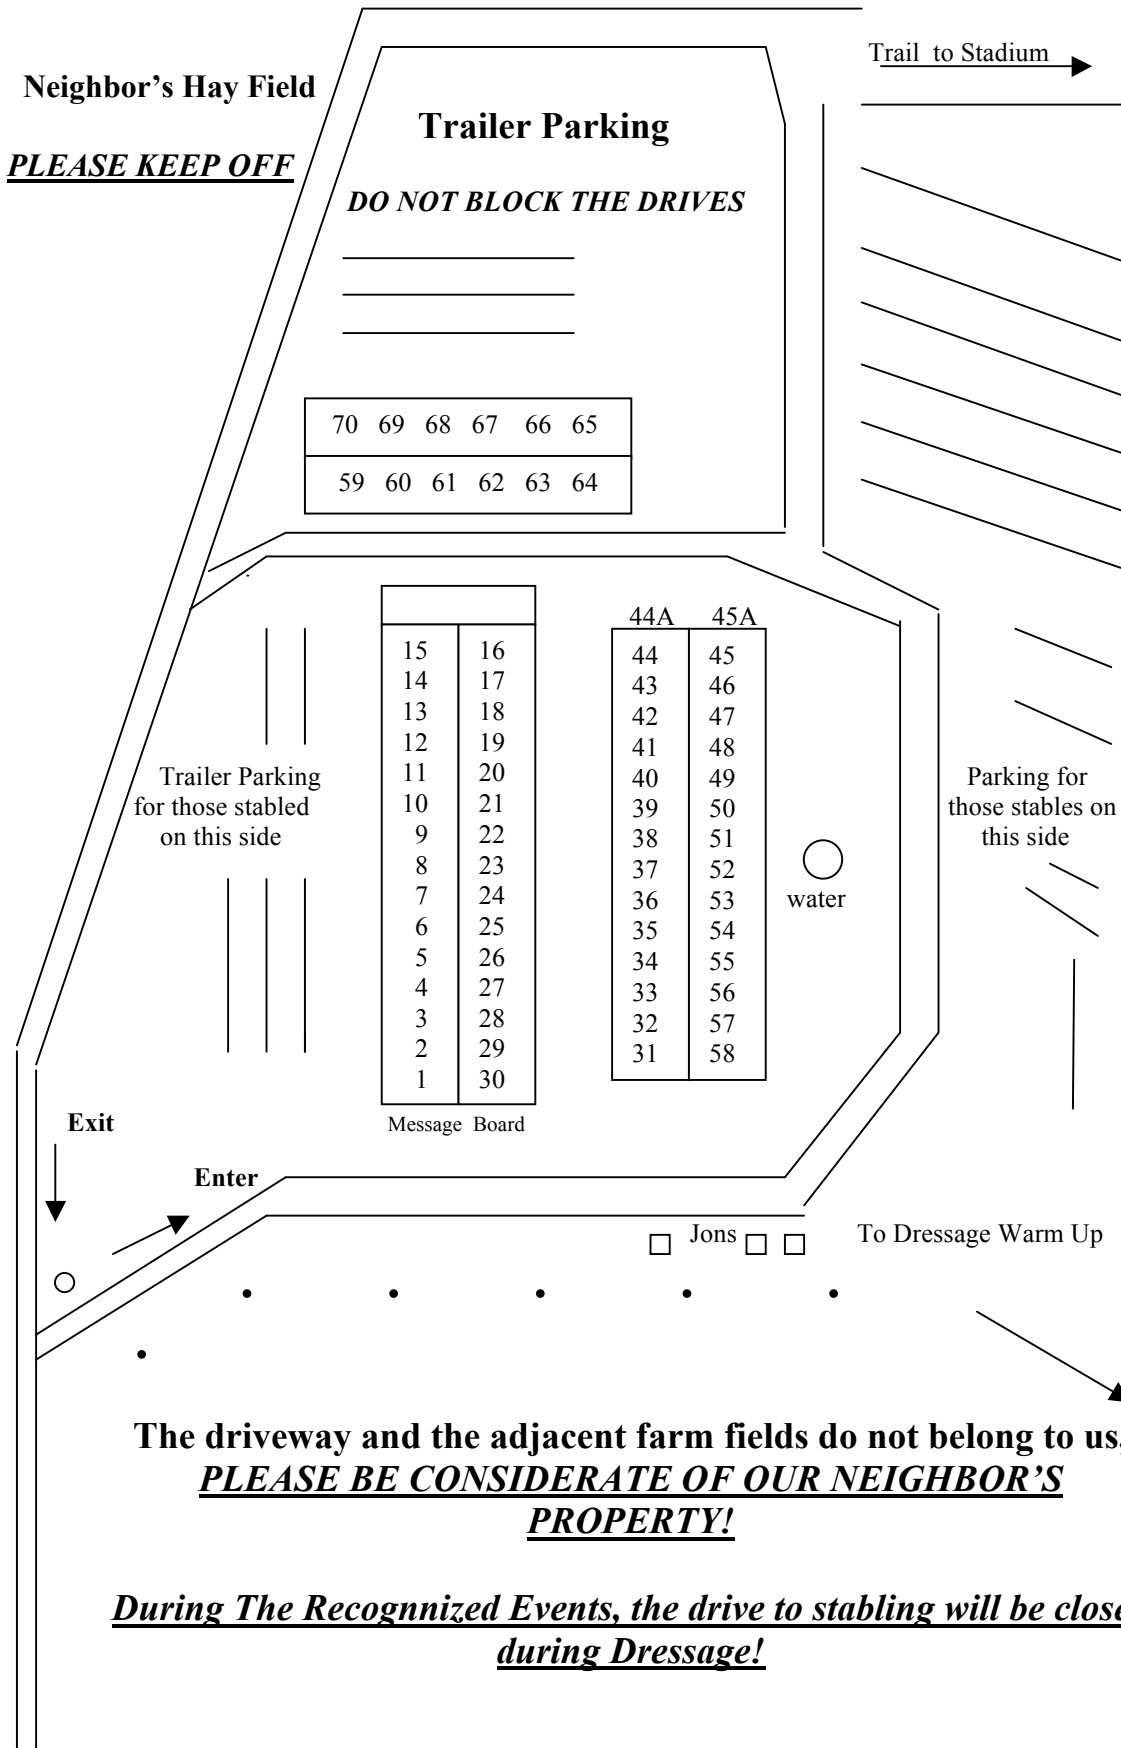 Trail to Stadium
Neighbor’s Hay Field
Trailer Parking
PLEASE KEEP OFF
DO NOT BLOCK THE DRIVES
70 69 68 67 66 65
59 60 61 62 63 64
44A 45A
15 16 44 45
14 17 43 46
13 18 42 47
12 19 41 48
11 20 40 49
10 21 39 50
9 22 38 51
8 23 37 52
7 24 36 53
6 25 35 54
5 26 34 55
4 27 33 56
3 28 32 57
2 29 31 58
1 30
Trailer Parking
for those stabled
on this side
Parking for
those stables on
this side
water
Message Board
Exit
Enter
Jons
To Dressage Warm Up
The driveway and the adjacent farm fields do not belong to us,
PLEASE BE CONSIDERATE OF OUR NEIGHBOR’S
PROPERTY!
During The Recognnized Events, the drive to stabling will be close
during Dressage!